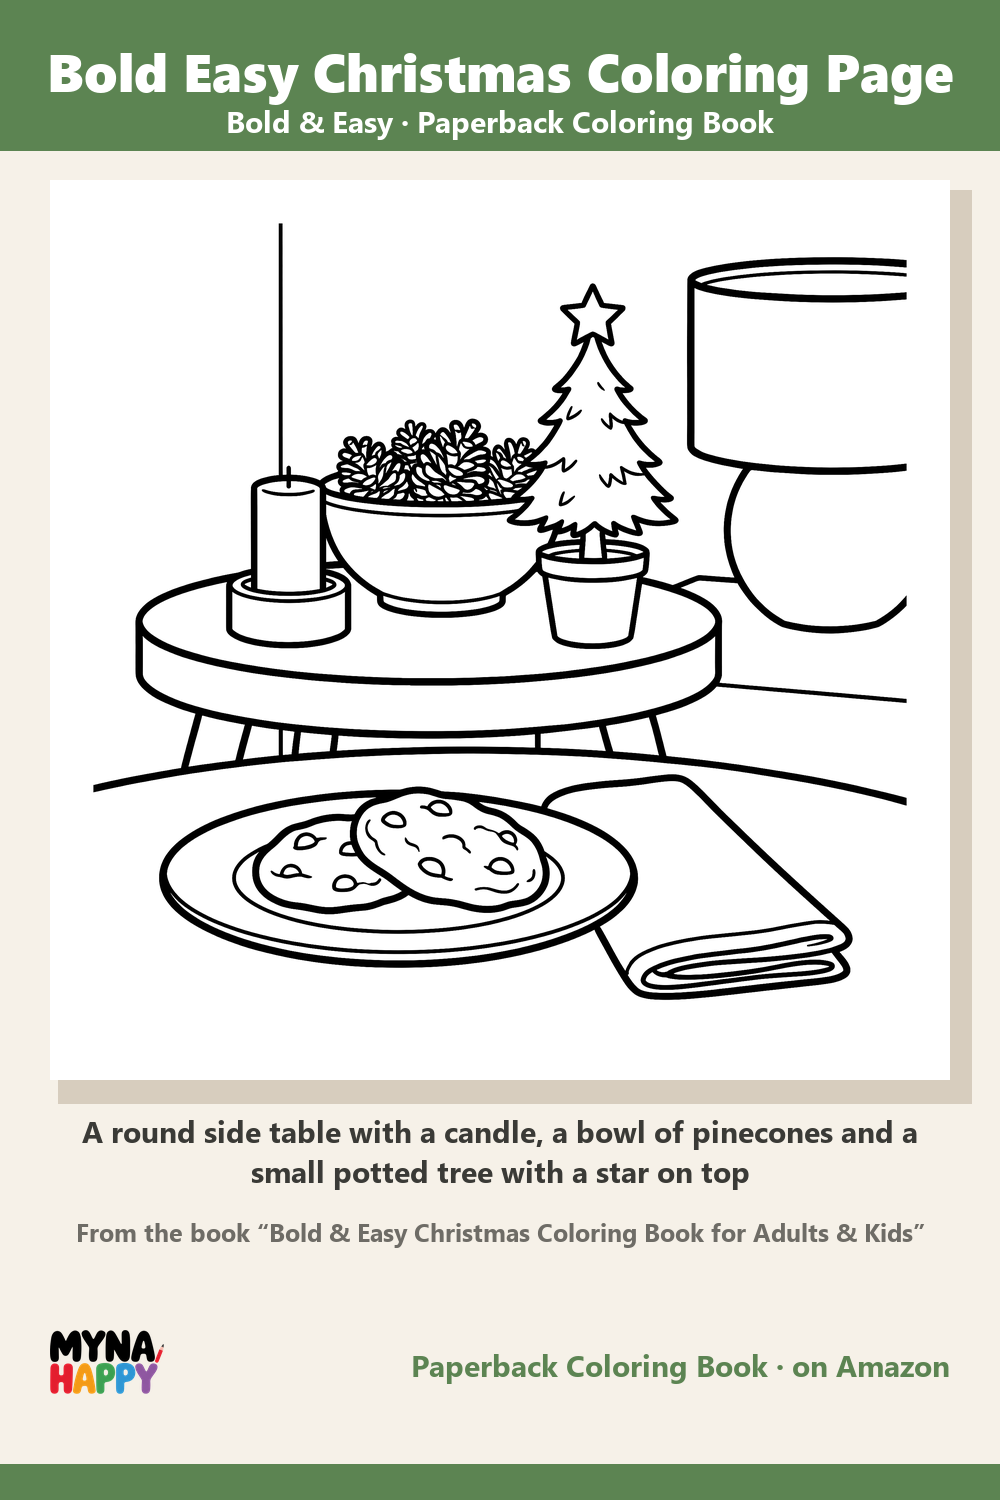 Bold Easy Christmas Coloring Page
Bold & Easy · Paperback Coloring Book
A round side table with a candle, a bowl of pinecones and a
small potted tree with a star on top
From the book “Bold & Easy Christmas Coloring Book for Adults & Kids”
MYNA
HAPPY
Paperback Coloring Book · on Amazon